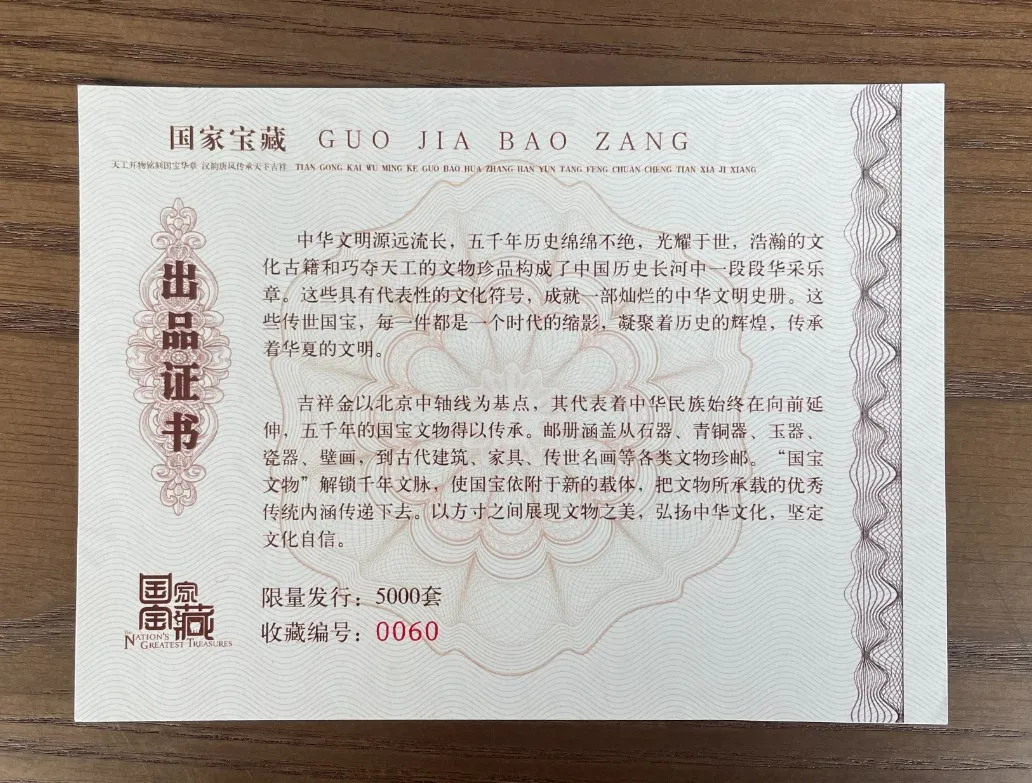 国家宝藏 GUO JIA BAO ZANG
天工开物铭刻国宝华章 汉韵唐风传承天下吉祥 TIAN GONG KAI WU MING KE GUO BAO HUA ZHANG HAN YUN TANG FENG CHUAN CHENG TIAN XIA JI XIANG
出品证书
中华文明源远流长，五千年历史绵绵不绝，光耀于世，浩瀚的文
化古籍和巧夺天工的文物珍品构成了中国历史长河中一段段华采乐
章。这些具有代表性的文化符号，成就一部灿烂的中华文明史册。这
些传世国宝，每一件都是一个时代的缩影，凝聚着历史的辉煌，传承
着华夏的文明。
吉祥金以北京中轴线为基点，其代表着中华民族始终在向前延
伸，五千年的国宝文物得以传承。邮册涵盖从石器、青铜器、玉器、
瓷器、壁画，到古代建筑、家具、传世名画等各类文物珍邮。“国宝
文物”解锁千年文脉，使国宝依附于新的载体，把文物所承载的优秀
传统内涵传递下去。以方寸之间展现文物之美，弘扬中华文化，坚定
文化自信。
限量发行：5000套
收藏编号：0060
国家
宝藏
THE NATION'S
GREATEST TREASURES